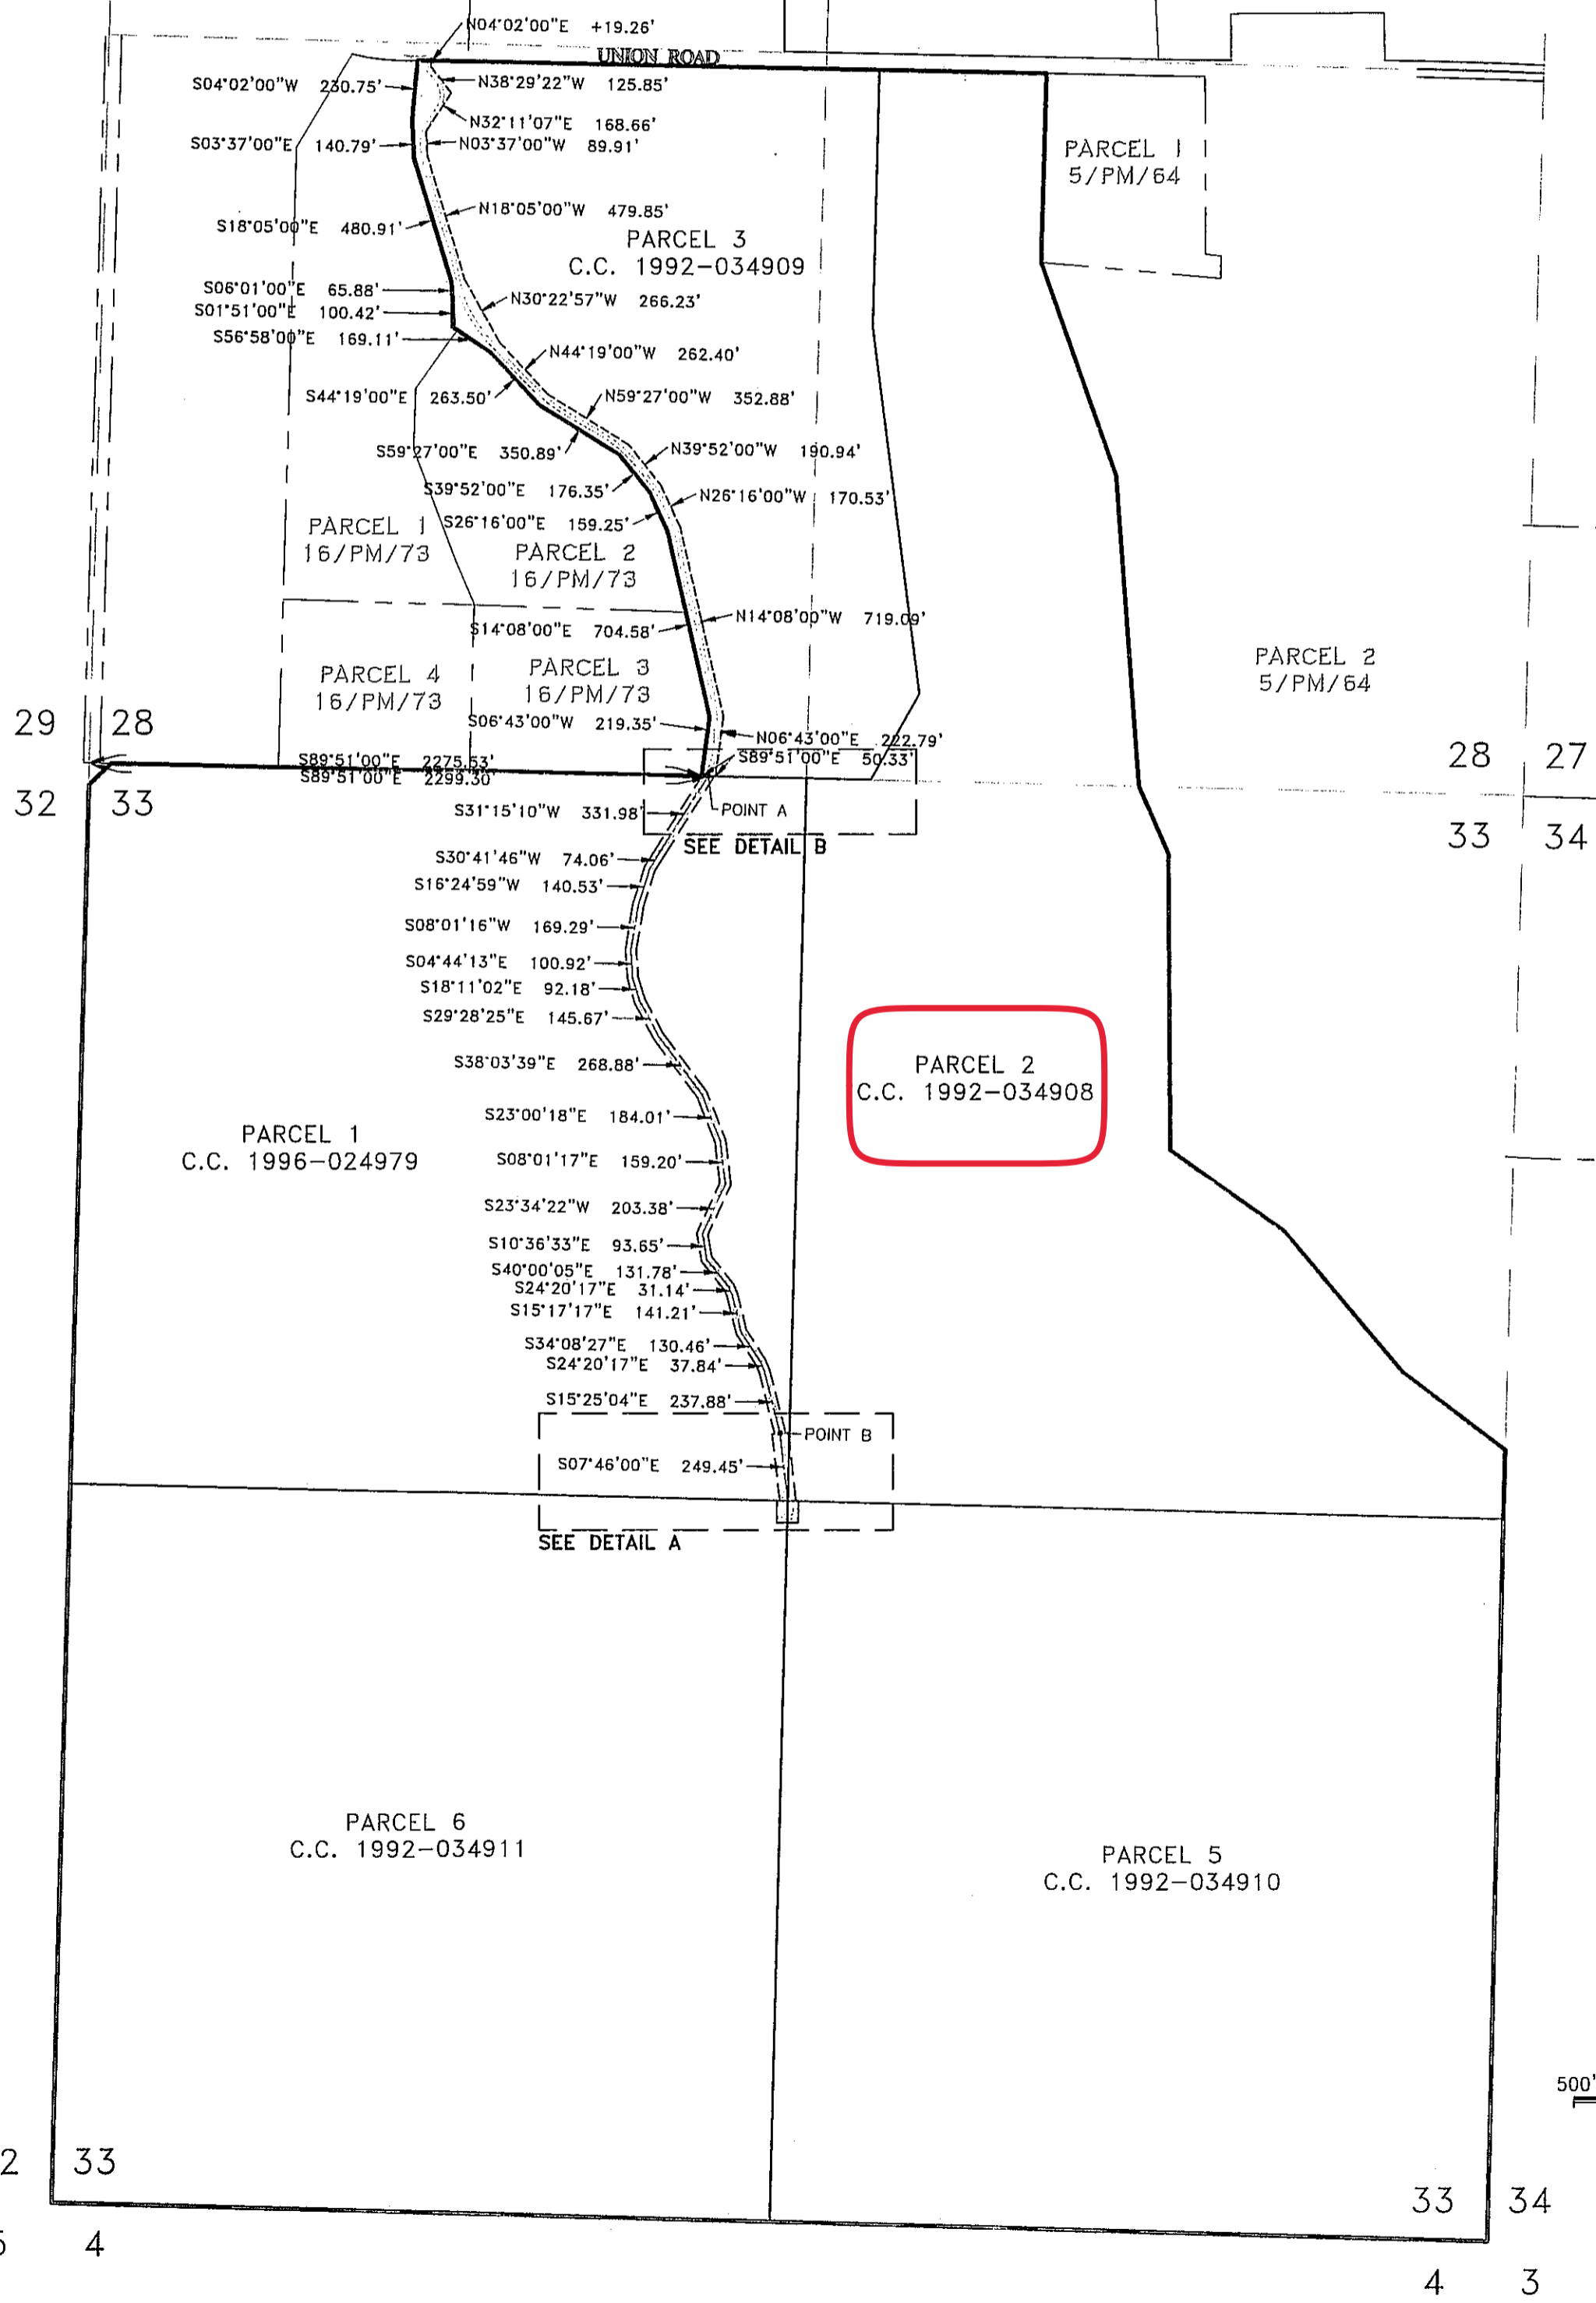 N04°02'00"E +19.26'
UNION ROAD
S04°02'00"W 230.75'
N38°29'22"W 125.85'
N32°11'07"E 168.66'
S03°37'00"E 140.79'
N03°37'00"W 89.91'
PARCEL 1
5/PM/64
N18°05'00"W 479.85'
S18°05'00"E 480.91'
PARCEL 3
C.C. 1992-034909
S06°01'00"E 65.88'
N30°22'57"W 266.23'
S01°51'00"E 100.42'
S56°58'00"E 169.11'
N44°19'00"W 262.40'
S44°19'00"E 263.50'
N59°27'00"W 352.88'
S59°27'00"E 350.89'
N39°52'00"W 190.94'
S39°52'00"E 176.35'
N26°16'00"W 170.53'
S26°16'00"E 159.25'
PARCEL 1
16/PM/73
PARCEL 2
16/PM/73
N14°08'00"W 719.09'
S14°08'00"E 704.58'
PARCEL 4
16/PM/73
PARCEL 3
16/PM/73
PARCEL 2
5/PM/64
29 28
S06°43'00"W 219.35'
N06°43'00"E 222.79'
28 27
S89°51'00"E 2275.53'
S89°51'00"E 2299.30'
S89°51'00"E 50.33'
32 33
S31°15'10"W 331.98'
POINT A
33 34
SEE DETAIL B
S30°41'46"W 74.06'
S16°24'59"W 140.53'
S08°01'16"W 169.29'
S04°44'13"E 100.92'
S18°11'02"E 92.18'
S29°28'25"E 145.67'
S38°03'39"E 268.88'
PARCEL 2
C.C. 1992-034908
S23°00'18"E 184.01'
PARCEL 1
C.C. 1996-024979
S08°01'17"E 159.20'
S23°34'22"W 203.38'
S10°36'33"E 93.65'
S40°00'05"E 131.78'
S24°20'17"E 31.14'
S15°17'17"E 141.21'
S34°08'27"E 130.46'
S24°20'17"E 37.84'
S15°25'04"E 237.88'
POINT B
S07°46'00"E 249.45'
SEE DETAIL A
PARCEL 6
C.C. 1992-034911
PARCEL 5
C.C. 1992-034910
500'
2 33
33 34
4
4 3